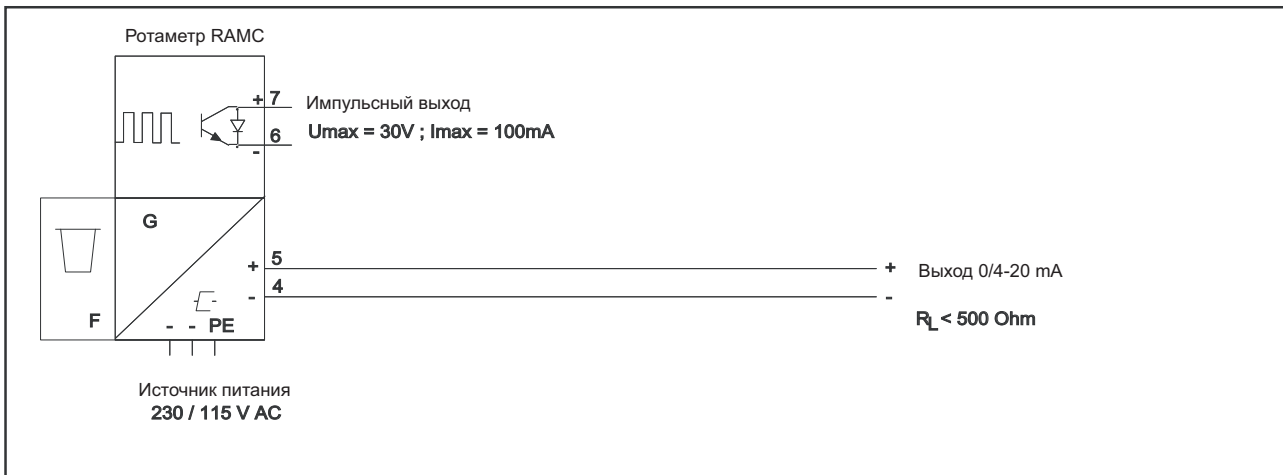 Ротаметр RAMC
+ 7
Импульсный выход
6
Umax = 30V ; Imax = 100mA
-
G
+ 5
+ Выход 0/4-20 mA
- 4
-
F
- - PE
RL < 500 Ohm
Источник питания
230 / 115 V AC